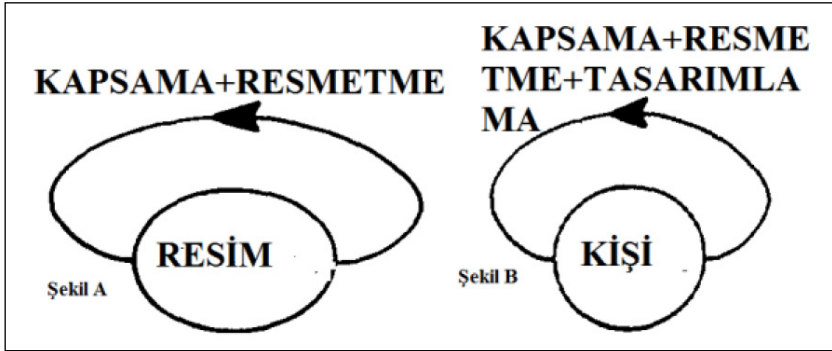 KAPSAMA+RESMETME
RESİM
Şekil A
KAPSAMA+RESME
TME+TASARIMLA
MA
KİŞİ
Şekil B